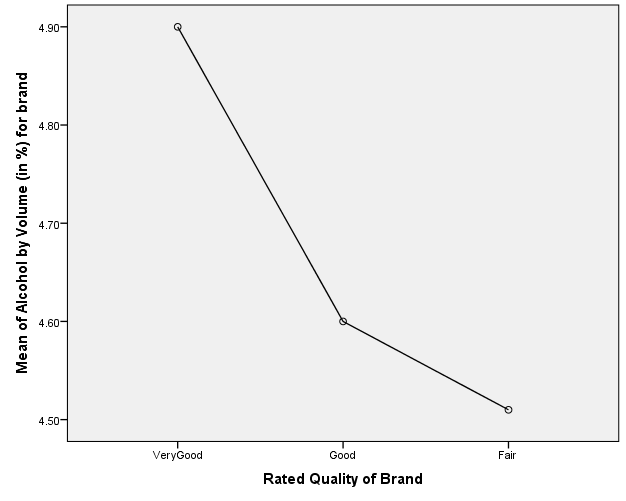 Mean of Alcohol by Volume (in %) for brand
4.90
4.80
4.70
4.60
4.50
VeryGood Good Fair
Rated Quality of Brand